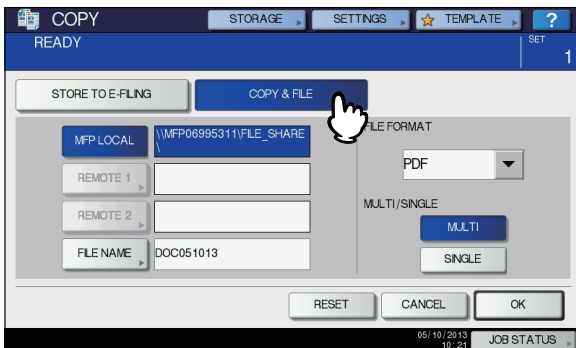 COPY
STORAGE
SETTINGS
TEMPLATE
?
READY
SET
1
STORE TO E-FILING
COPY & FILE
MFP LOCAL
\\MFP06995311\FILE_SHARE
\
REMOTE 1
REMOTE 2
FILE NAME
DOC051013
FILE FORMAT
PDF
MULTI/SINGLE
MULTI
SINGLE
RESET
CANCEL
OK
05/10/2013
10:21
JOB STATUS